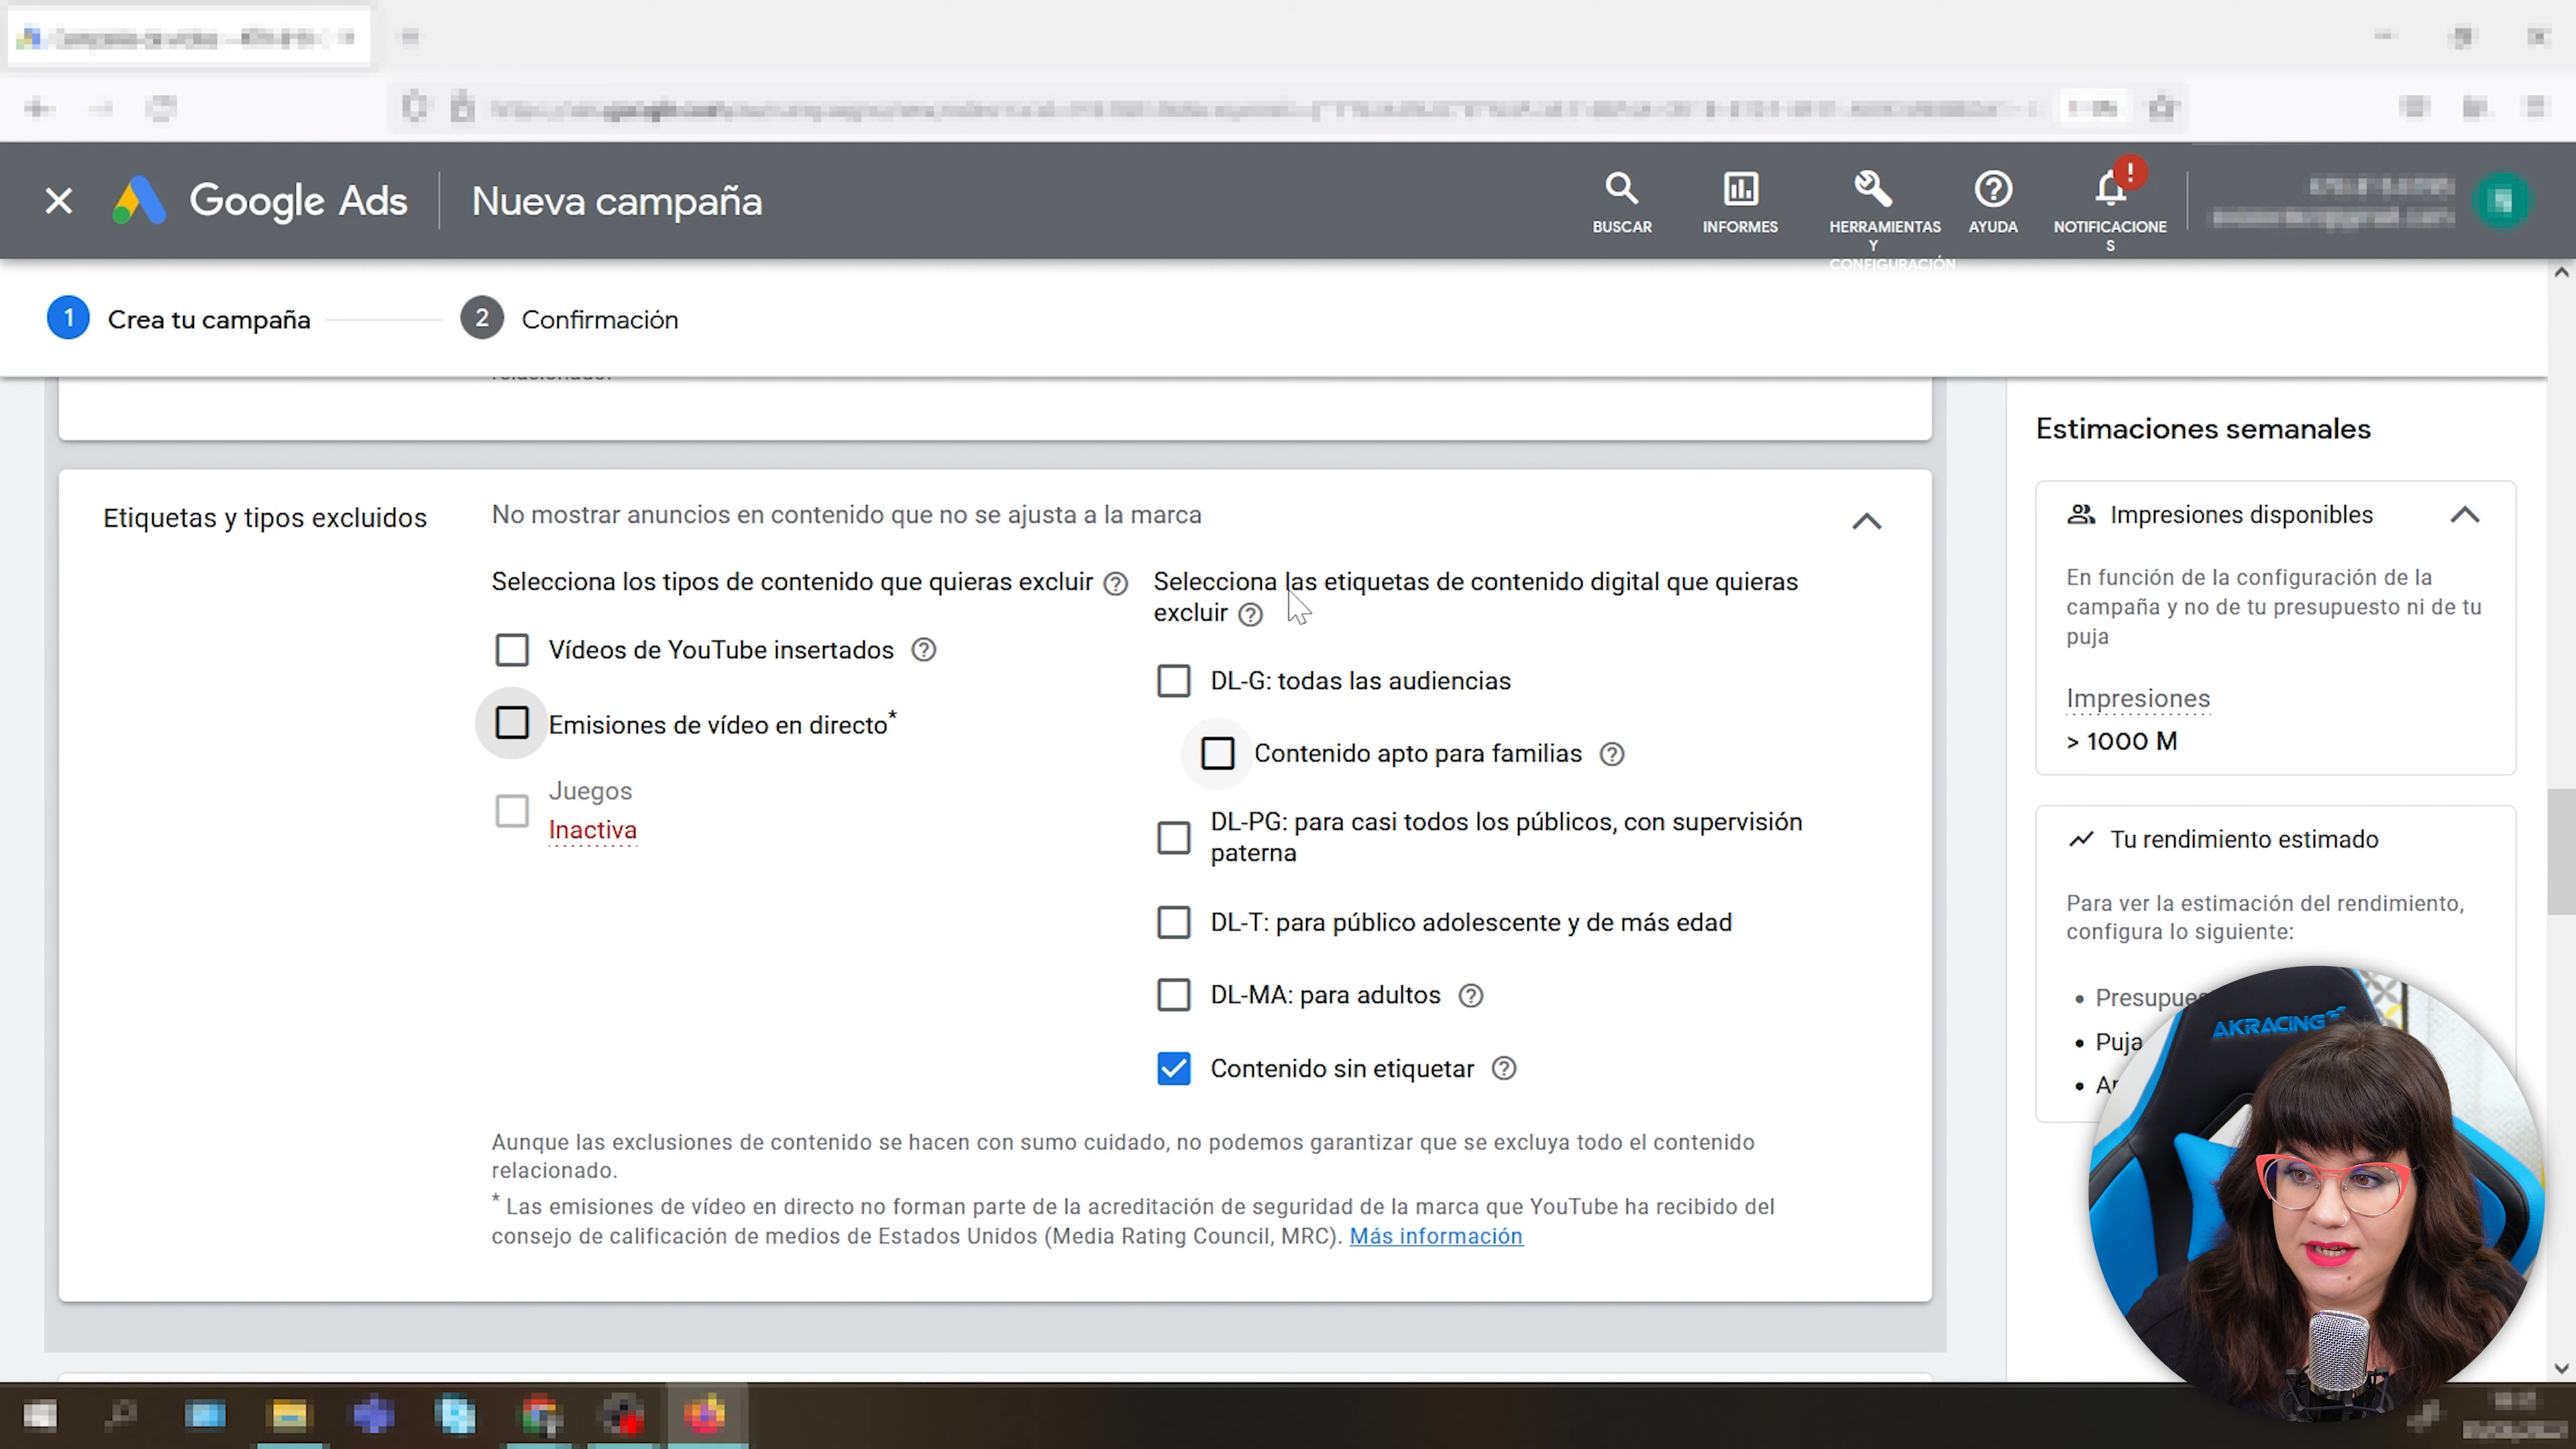 Google Ads
Nueva campaña
BUSCAR
INFORMES
HERRAMIENTAS
Y
CONFIGURACIÓN
AYUDA
NOTIFICACIONE
S
1 Crea tu campaña
2 Confirmación
Etiquetas y tipos excluidos
No mostrar anuncios en contenido que no se ajusta a la marca
Selecciona los tipos de contenido que quieras excluir
Vídeos de YouTube insertados
Emisiones de vídeo en directo*
Juegos
Inactiva
Selecciona las etiquetas de contenido digital que quieras
excluir
DL-G: todas las audiencias
Contenido apto para familias
DL-PG: para casi todos los públicos, con supervisión
paterna
DL-T: para público adolescente y de más edad
DL-MA: para adultos
Contenido sin etiquetar
Aunque las exclusiones de contenido se hacen con sumo cuidado, no podemos garantizar que se excluya todo el contenido
relacionado.
* Las emisiones de vídeo en directo no forman parte de la acreditación de seguridad de la marca que YouTube ha recibido del
consejo de calificación de medios de Estados Unidos (Media Rating Council, MRC). Más información
Estimaciones semanales
Impresiones disponibles
En función de la configuración de la
campaña y no de tu presupuesto ni de tu
puja
Impresiones
> 1000 M
Tu rendimiento estimado
Para ver la estimación del rendimiento,
configura lo siguiente:
• Presupues
• Puja
AKRACING